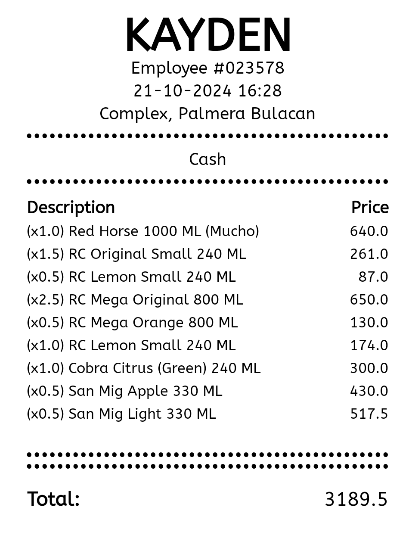 KAYDEN
Employee #023578
21-10-2024 16:28
Complex, Palmera Bulacan
Cash
Description Price
(x1.0) Red Horse 1000 ML (Mucho) 640.0
(x1.5) RC Original Small 240 ML 261.0
(x0.5) RC Lemon Small 240 ML 87.0
(x2.5) RC Mega Original 800 ML 650.0
(x0.5) RC Mega Orange 800 ML 130.0
(x1.0) RC Lemon Small 240 ML 174.0
(x1.0) Cobra Citrus (Green) 240 ML 300.0
(x0.5) San Mig Apple 330 ML 430.0
(x0.5) San Mig Light 330 ML 517.5
Total: 3189.5